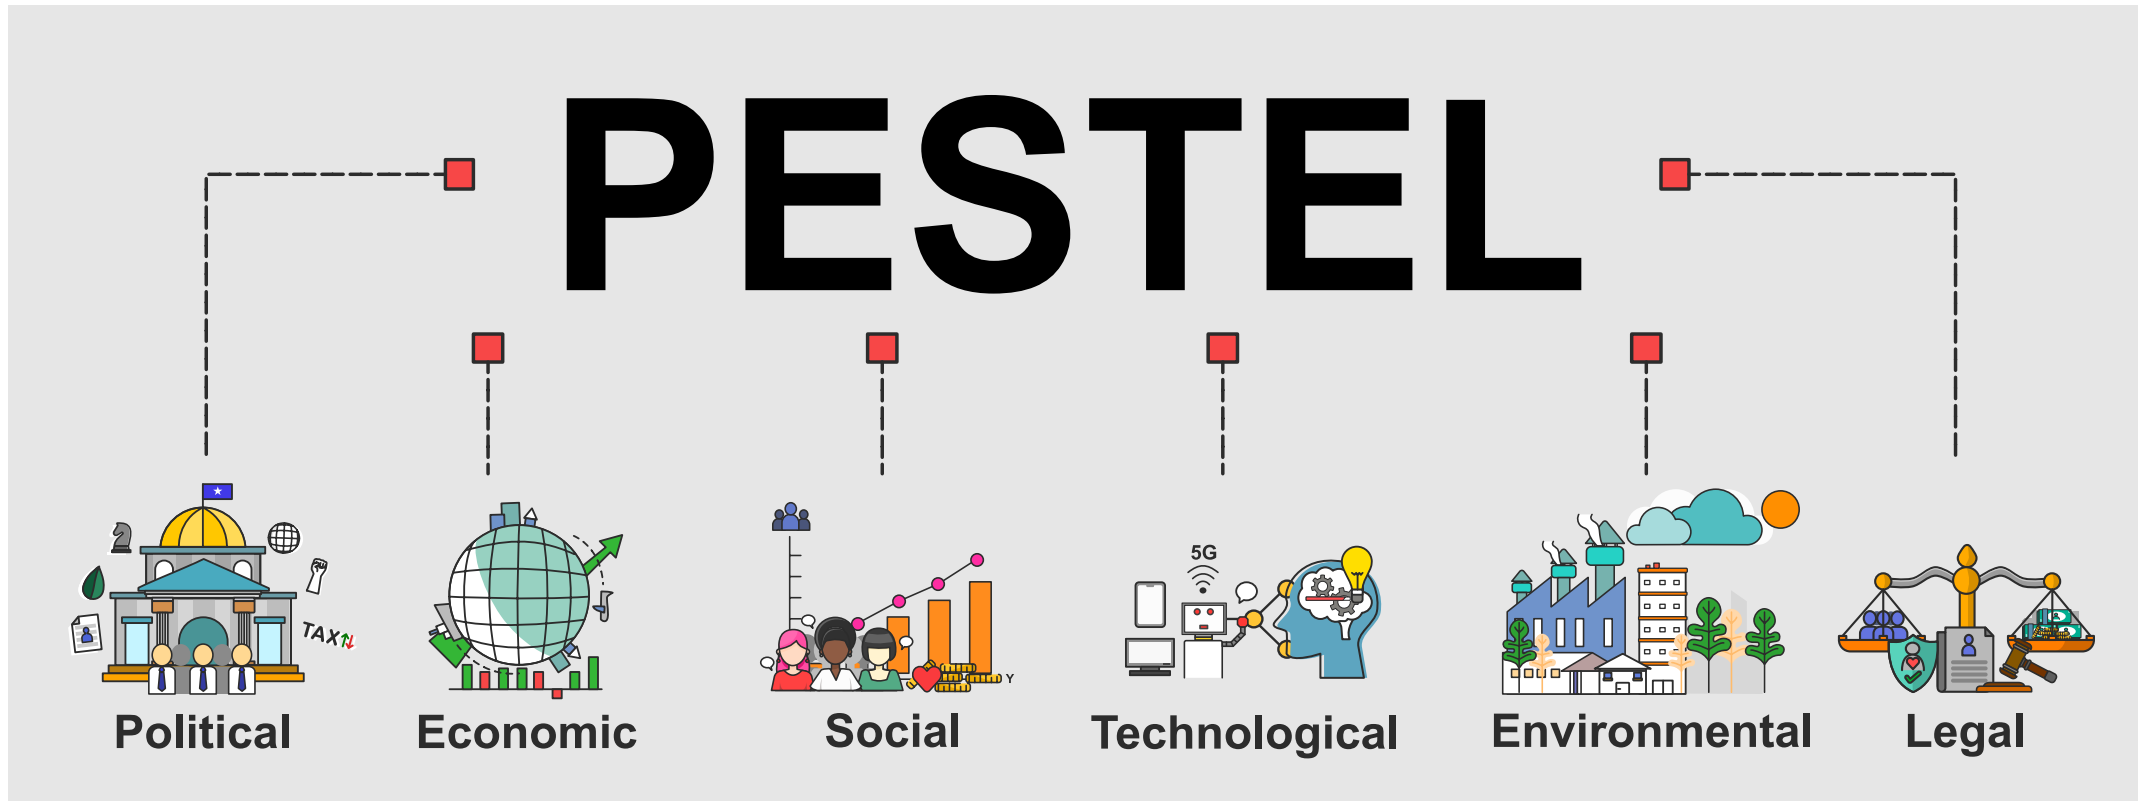 PESTEL
5G
TAX
Y
Political
Economic
Social
Technological
Environmental
Legal